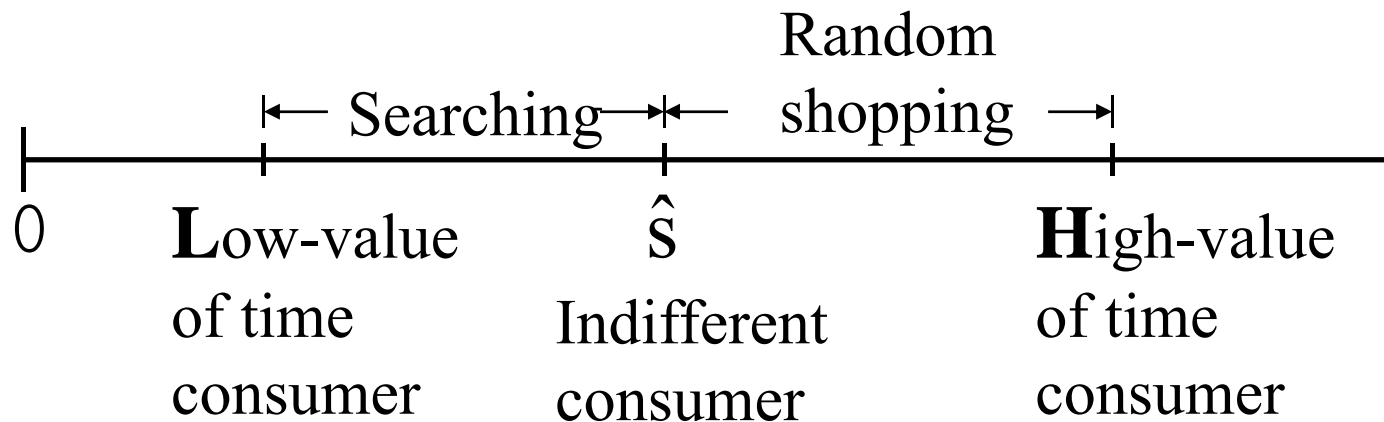 Random
Searching shopping
0 Low-value ŝ High-value
of time Indifferent of time
consumer consumer consumer